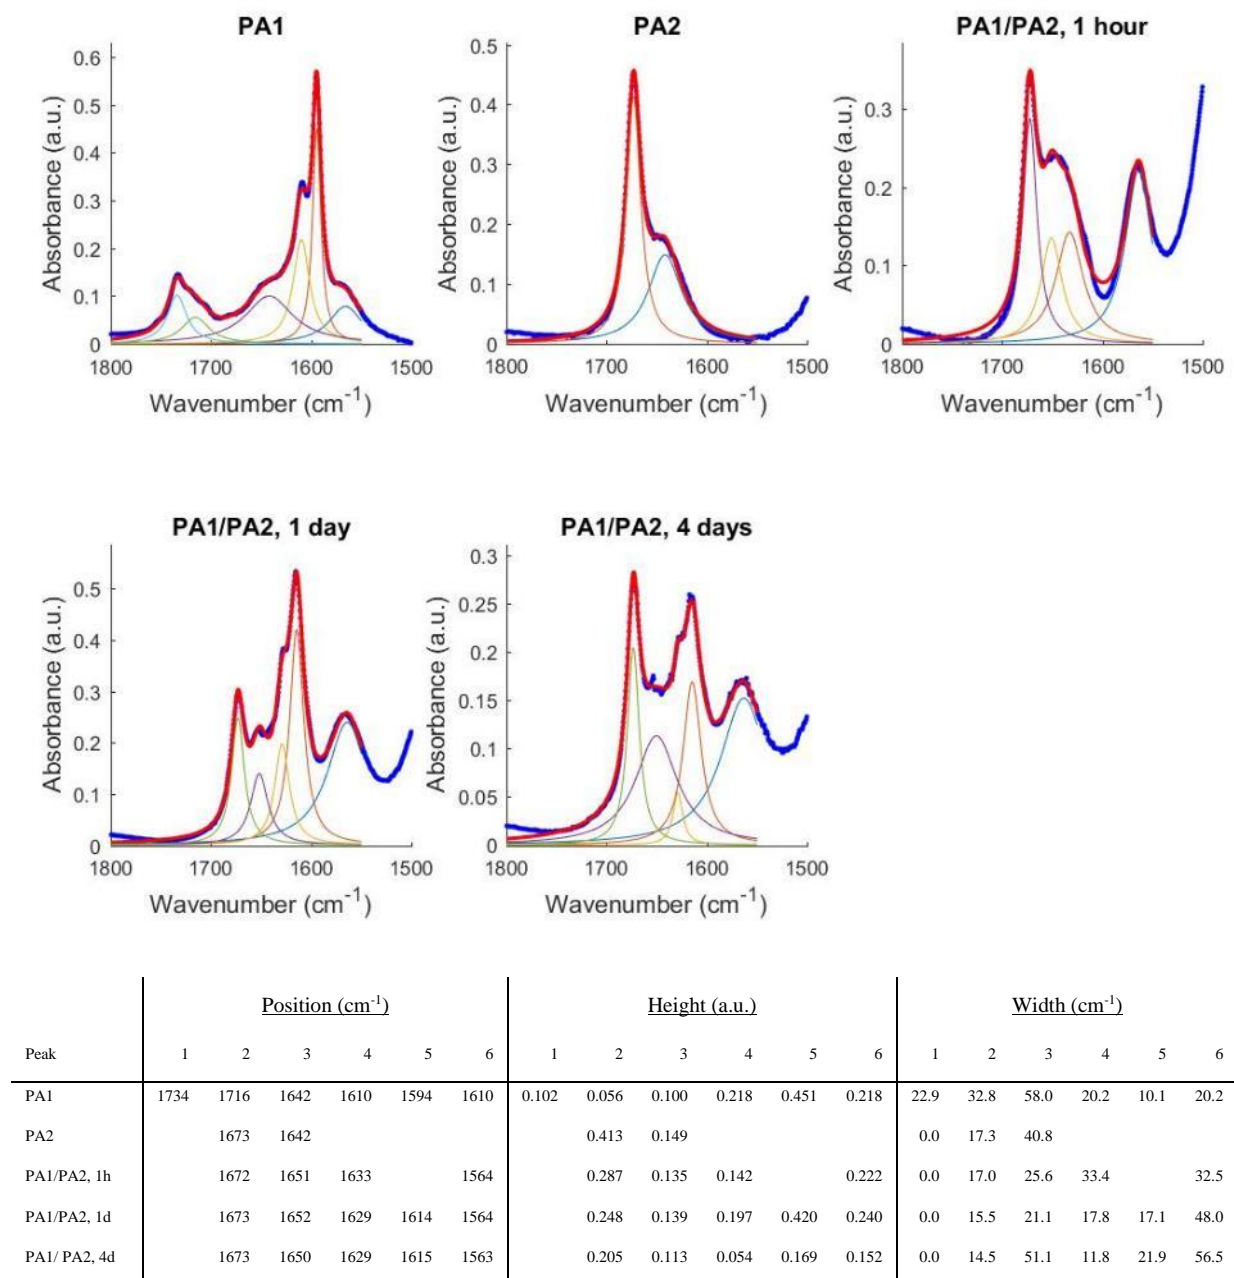 PA1
Absorbance (a.u.)
0.6
0.5
0.4
0.3
0.2
0.1
0
1800 1700 1600 1500
Wavenumber (cm-1)
PA2
Absorbance (a.u.)
0.5
0.4
0.3
0.2
0.1
0
1800 1700 1600 1500
Wavenumber (cm-1)
PA1/PA2, 1 hour
Absorbance (a.u.)
0.3
0.2
0.1
0
1800 1700 1600 1500
Wavenumber (cm-1)
PA1/PA2, 1 day
Absorbance (a.u.)
0.5
0.4
0.3
0.2
0.1
0
1800 1700 1600 1500
Wavenumber (cm-1)
PA1/PA2, 4 days
Absorbance (a.u.)
0.3
0.25
0.2
0.15
0.1
0.05
0
1800 1700 1600 1500
Wavenumber (cm-1)
Position (cm-1) Height (a.u.) Width (cm-1)
Peak 1 2 3 4 5 6 1 2 3 4 5 6 1 2 3 4 5 6
PA1 1734 1716 1642 1610 1594 1610 0.102 0.056 0.100 0.218 0.451 0.218 22.9 32.8 58.0 20.2 10.1 20.2
PA2 1673 1642 0.413 0.149 0.0 17.3 40.8
PA1/PA2, 1h 1672 1651 1633 1564 0.287 0.135 0.142 0.222 0.0 17.0 25.6 33.4 32.5
PA1/PA2, 1d 1673 1652 1629 1614 1564 0.248 0.139 0.197 0.420 0.240 0.0 15.5 21.1 17.8 17.1 48.0
PA1/ PA2, 4d 1673 1650 1629 1615 1563 0.205 0.113 0.054 0.169 0.152 0.0 14.5 51.1 11.8 21.9 56.5